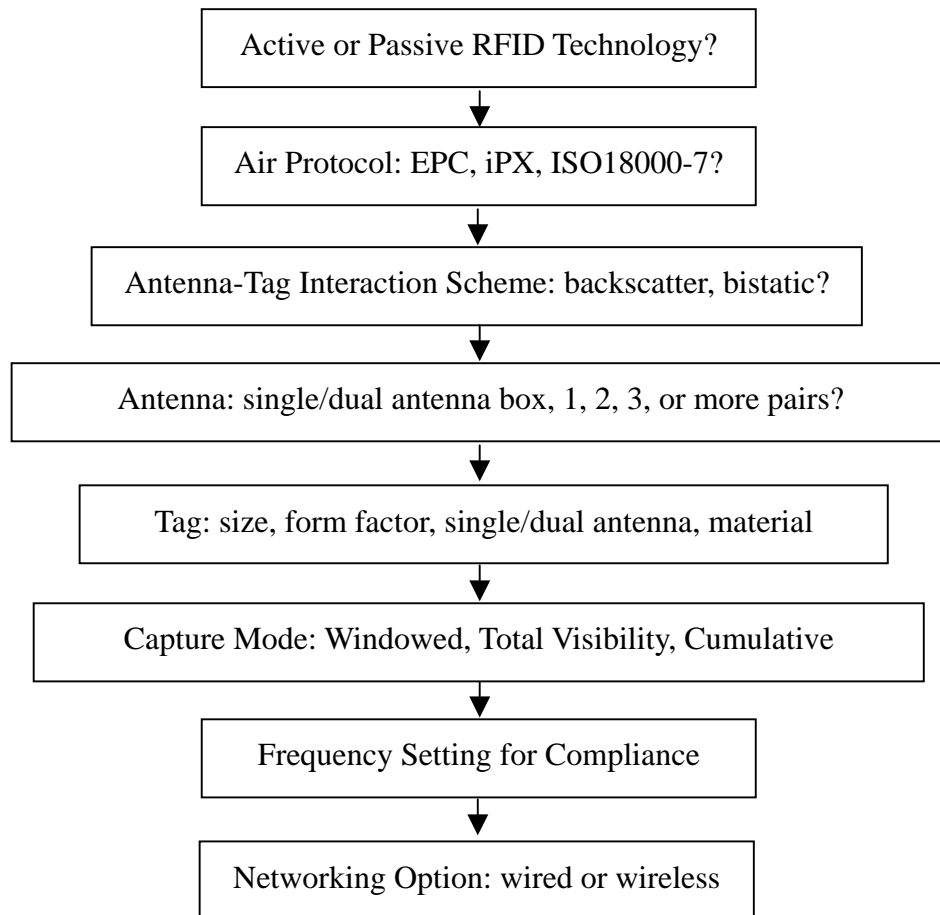 Active or Passive RFID Technology?
Air Protocol: EPC, iPX, ISO18000-7?
Antenna-Tag Interaction Scheme: backscatter, bistatic?
Antenna: single/dual antenna box, 1, 2, 3, or more pairs?
Tag: size, form factor, single/dual antenna, material
Capture Mode: Windowed, Total Visibility, Cumulative
Frequency Setting for Compliance
Networking Option: wired or wireless